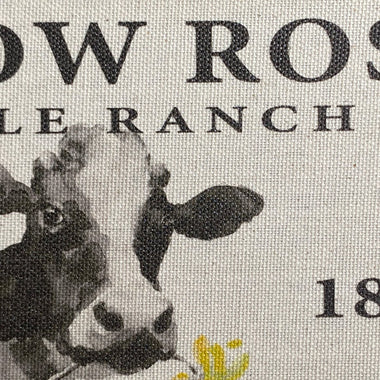 OW ROS
LE RANCH
18